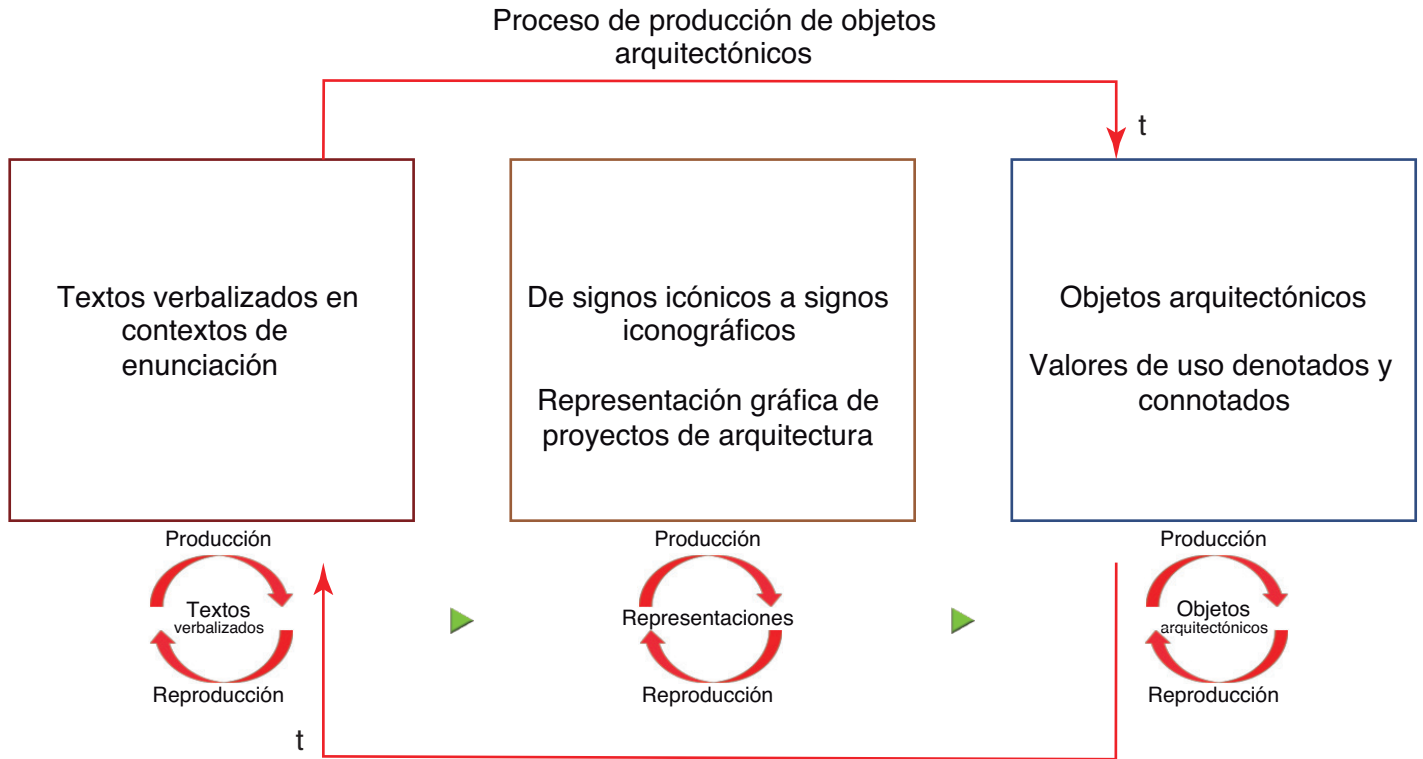 Proceso de producción de objetos
arquitectónicos
t
Textos verbalizados en
contextos de
enunciación
De signos icónicos a signos
iconográficos
Representación gráfica de
proyectos de arquitectura
Objetos arquitectónicos
Valores de uso denotados y
connotados
Producción
Textos
verbalizados
Reproducción
Producción
Representaciones
Reproducción
Producción
Objetos
arquitectónicos
Reproducción
t